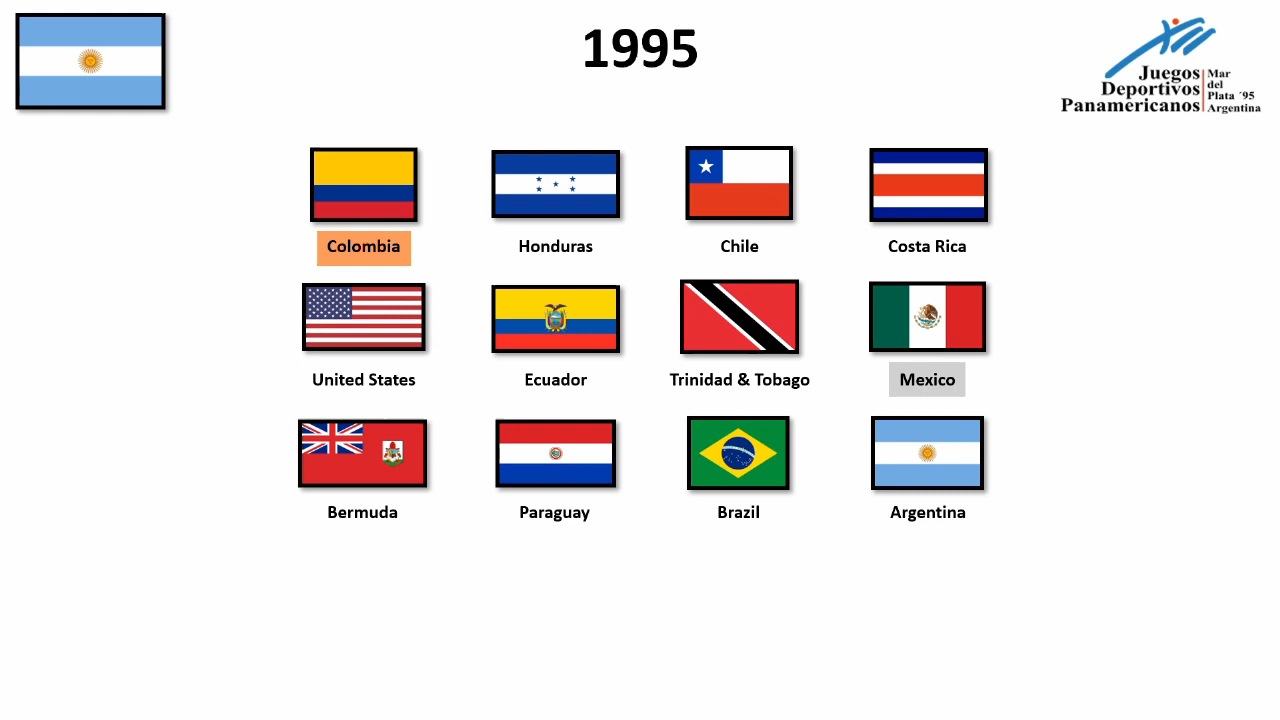 1995
Juegos
Deportivos
Panamericanos
Mar
del
Plata ´95
Argentina
Colombia
Honduras
Chile
Costa Rica
United States
Ecuador
Trinidad & Tobago
Mexico
Bermuda
Paraguay
Brazil
Argentina